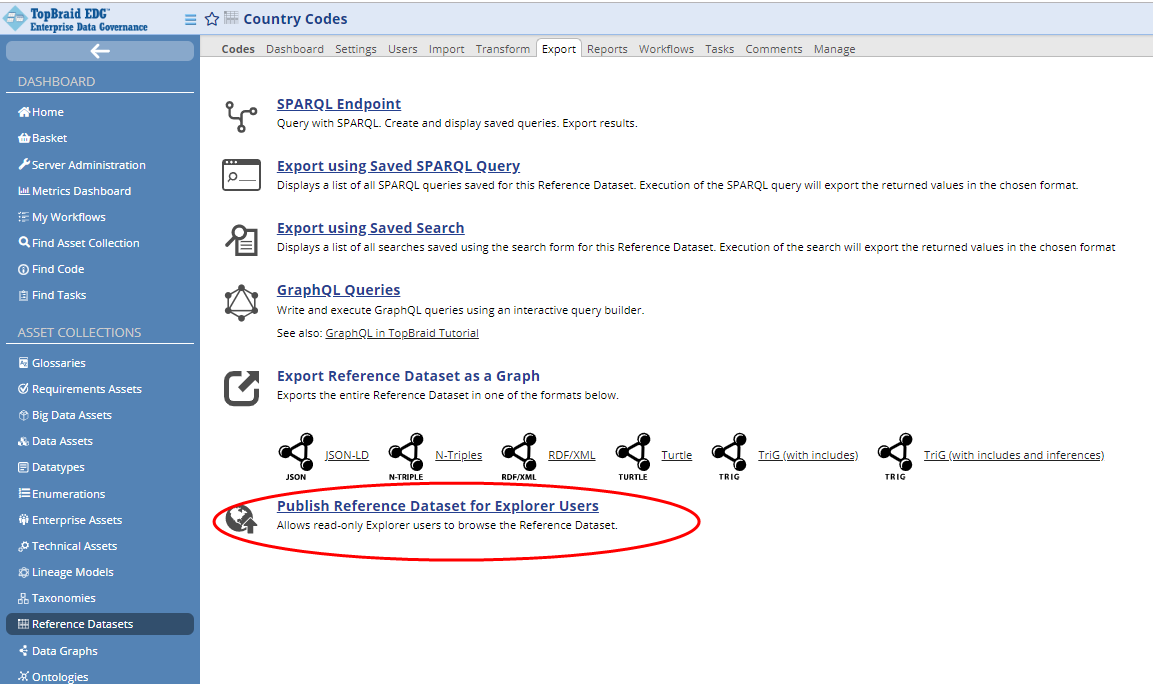 TopBraid EDG™
Enterprise Data Governance
Country Codes
Codes Dashboard Settings Users Import Transform Export Reports Workflows Tasks Comments Manage
DASHBOARD
Home
Basket
Server Administration
Metrics Dashboard
My Workflows
Find Asset Collection
Find Code
Find Tasks
ASSET COLLECTIONS
Glossaries
Requirements Assets
Big Data Assets
Data Assets
Datatypes
Enumerations
Enterprise Assets
Technical Assets
Lineage Models
Taxonomies
Reference Datasets
Data Graphs
Ontologies
SPARQL Endpoint
Query with SPARQL. Create and display saved queries. Export results.
Export using Saved SPARQL Query
Displays a list of all SPARQL queries saved for this Reference Dataset. Execution of the SPARQL query will export the returned values in the chosen format.
Export using Saved Search
Displays a list of all searches saved using the search form for this Reference Dataset. Execution of the search will export the returned values in the chosen format
GraphQL Queries
Write and execute GraphQL queries using an interactive query builder.
See also: GraphQL in TopBraid Tutorial
Export Reference Dataset as a Graph
Exports the entire Reference Dataset in one of the formats below.
JSON-LD N-Triples RDF/XML Turtle TriG (with includes) TriG (with includes and inferences)
JSON N-TRIPLE RDF/XML TURTLE TRIG TRIG
Publish Reference Dataset for Explorer Users
Allows read-only Explorer users to browse the Reference Dataset.